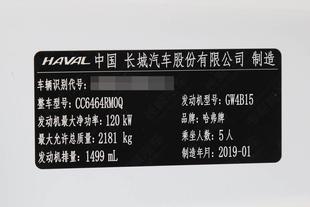 HAVAL 中国 长城汽车股份有限公司 制造
车辆识别代号:
整车型号: CC6464RM0Q 发动机型号: GW4B15
发动机最大净功率: 120 kW 品牌: 哈弗牌
最大允许总质量: 2181 kg 乘坐人数: 5人
发动机排量: 1499 mL 制造年月: 2019-01